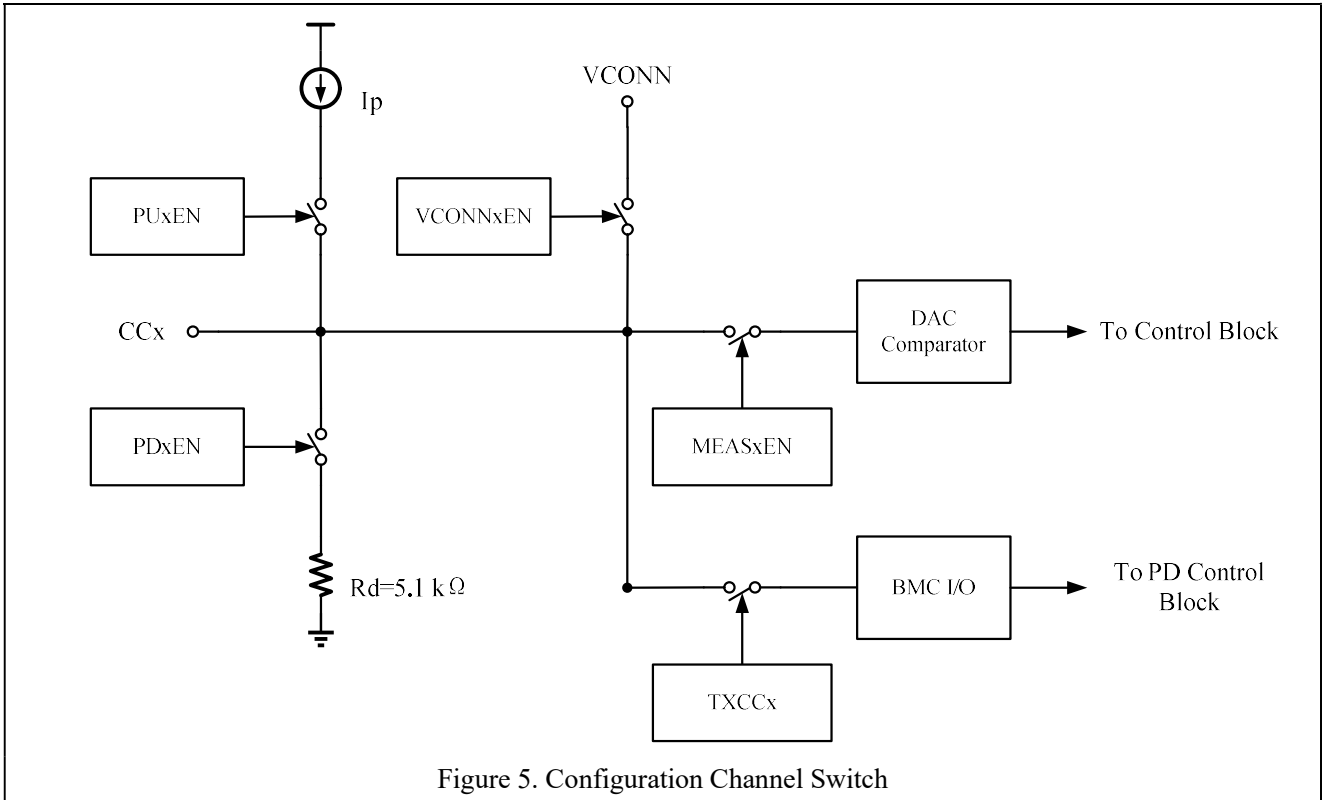 Ip
VCONN
PUxEN
VCONNxEN
CCx
DAC
Comparator
To Control Block
PDxEN
MEASxEN
Rd=5.1 kΩ
BMC I/O
To PD Control
Block
TXCCx
Figure 5. Configuration Channel Switch